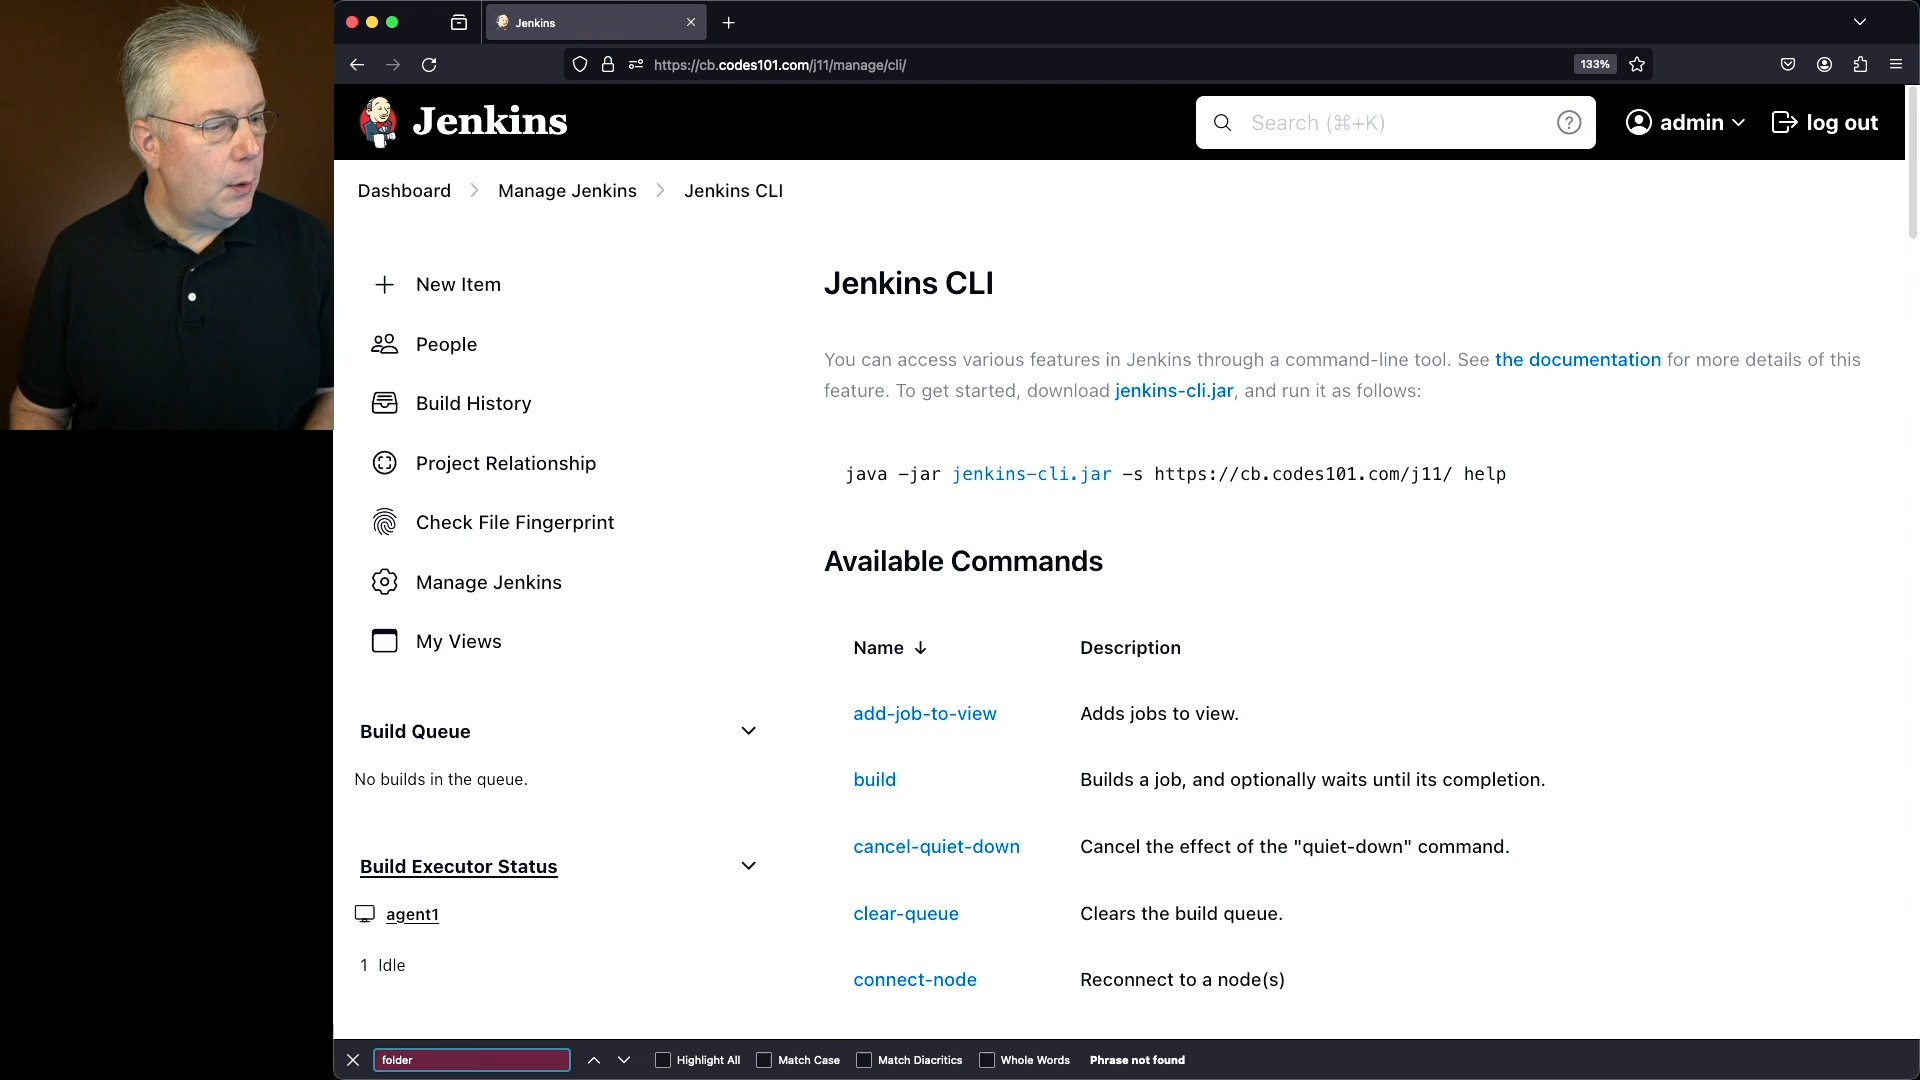 Jenkins
https://cb.codes101.com/j11/manage/cli/
133%
Jenkins
Search (⌘+K)
admin
log out
Dashboard
Manage Jenkins
Jenkins CLI
New Item
People
Build History
Project Relationship
Check File Fingerprint
Manage Jenkins
My Views
Build Queue
No builds in the queue.
Build Executor Status
agent1
1 Idle
Jenkins CLI
You can access various features in Jenkins through a command-line tool. See the documentation for more details of this
feature. To get started, download jenkins-cli.jar, and run it as follows:
java -jar jenkins-cli.jar -s https://cb.codes101.com/j11/ help
Available Commands
Name ↓ Description
add-job-to-view Adds jobs to view.
build Builds a job, and optionally waits until its completion.
cancel-quiet-down Cancel the effect of the "quiet-down" command.
clear-queue Clears the build queue.
connect-node Reconnect to a node(s)
folder
Highlight All
Match Case
Match Diacritics
Whole Words
Phrase not found